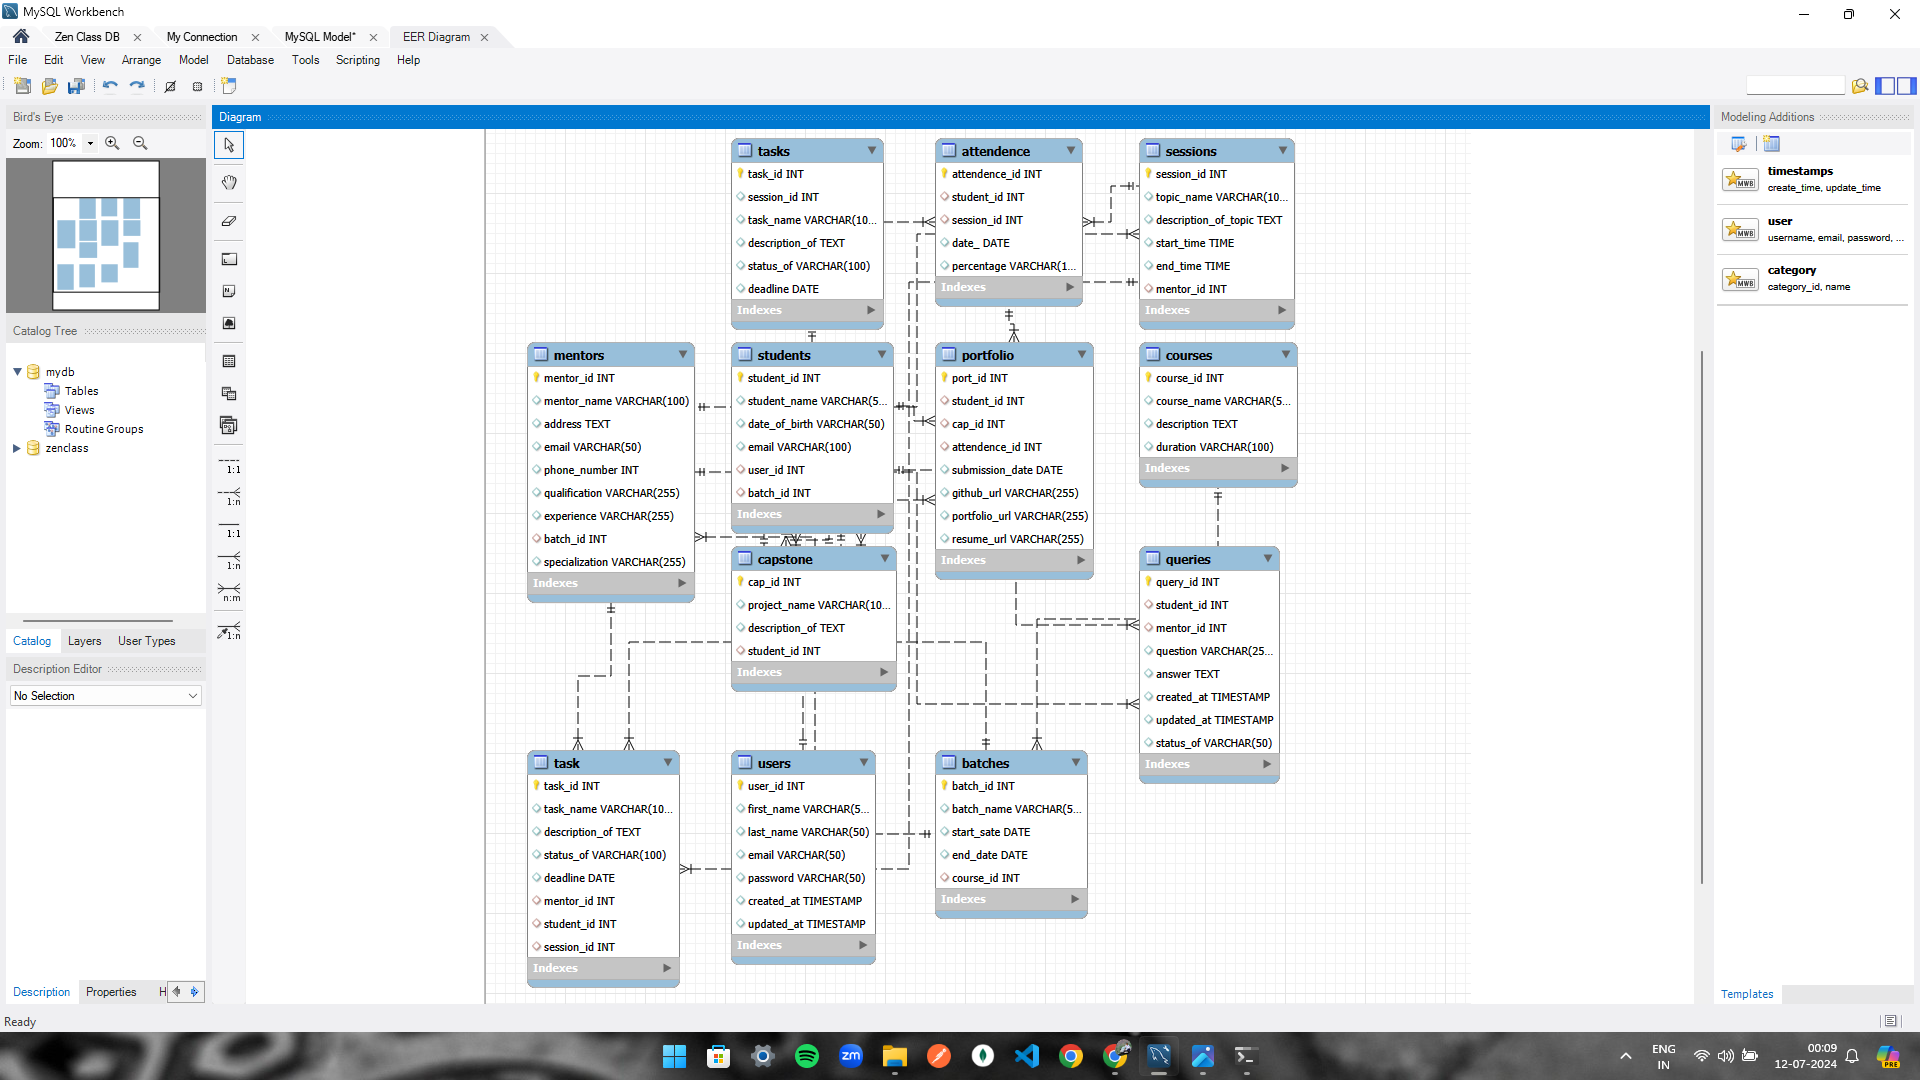 MySQL Workbench
Zen Class DB
My Connection
MySQL Model*
EER Diagram
File Edit View Arrange Model Database Tools Scripting Help
Bird's Eye
Zoom: 100%
Catalog Tree
mydb
Tables
Views
Routine Groups
zenclass
Catalog Layers User Types
Description Editor
No Selection
Description Properties H
Ready
Diagram
1:1
1:n
1:1
1:n
n:m
1:n
tasks
task_id INT
session_id INT
task_name VARCHAR(10...
description_of TEXT
status_of VARCHAR(100)
deadline DATE
Indexes
attendence
attendence_id INT
student_id INT
session_id INT
date_ DATE
percentage VARCHAR(1...
Indexes
sessions
session_id INT
topic_name VARCHAR(10...
description_of_topic TEXT
start_time TIME
end_time TIME
mentor_id INT
Indexes
mentors
mentor_id INT
mentor_name VARCHAR(100)
address TEXT
email VARCHAR(50)
phone_number INT
qualification VARCHAR(255)
experience VARCHAR(255)
batch_id INT
specialization VARCHAR(255)
Indexes
students
student_id INT
student_name VARCHAR(5...
date_of_birth VARCHAR(50)
email VARCHAR(100)
user_id INT
batch_id INT
Indexes
portfolio
port_id INT
student_id INT
cap_id INT
attendence_id INT
submission_date DATE
github_url VARCHAR(255)
portfolio_url VARCHAR(255)
resume_url VARCHAR(255)
Indexes
courses
course_id INT
course_name VARCHAR(5...
description TEXT
duration VARCHAR(100)
Indexes
capstone
cap_id INT
project_name VARCHAR(10...
description_of TEXT
student_id INT
Indexes
queries
query_id INT
student_id INT
mentor_id INT
question VARCHAR(25...
answer TEXT
created_at TIMESTAMP
updated_at TIMESTAMP
status_of VARCHAR(50)
Indexes
task
task_id INT
task_name VARCHAR(10...
description_of TEXT
status_of VARCHAR(100)
deadline DATE
mentor_id INT
student_id INT
session_id INT
Indexes
users
user_id INT
first_name VARCHAR(5...
last_name VARCHAR(50)
email VARCHAR(50)
password VARCHAR(50)
created_at TIMESTAMP
updated_at TIMESTAMP
Indexes
batches
batch_id INT
batch_name VARCHAR(5...
start_sate DATE
end_date DATE
course_id INT
Indexes
Modeling Additions
MWB
timestamps
create_time, update_time
MWB
user
username, email, password, ...
MWB
category
category_id, name
Templates
zm
ENG
IN
00:09
12-07-2024
PRE